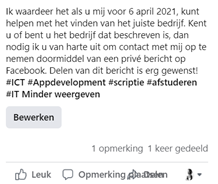 Ik waardeer het als u mij voor 6 april 2021, kunt
helpen met het vinden van het juiste bedrijf. Kent
u of bent u het bedrijf dat beschreven is, dan
nodig ik u van harte uit om contact met mij op te
nemen doormiddel van een privé bericht op
Facebook. Delen van dit bericht is erg gewenst!
#ICT #Appdevelopment #scriptie #afstuderen
#IT Minder weergeven
Bewerken
1 opmerking 1 keer gedeeld
Leuk Opmerking plaatsen Delen